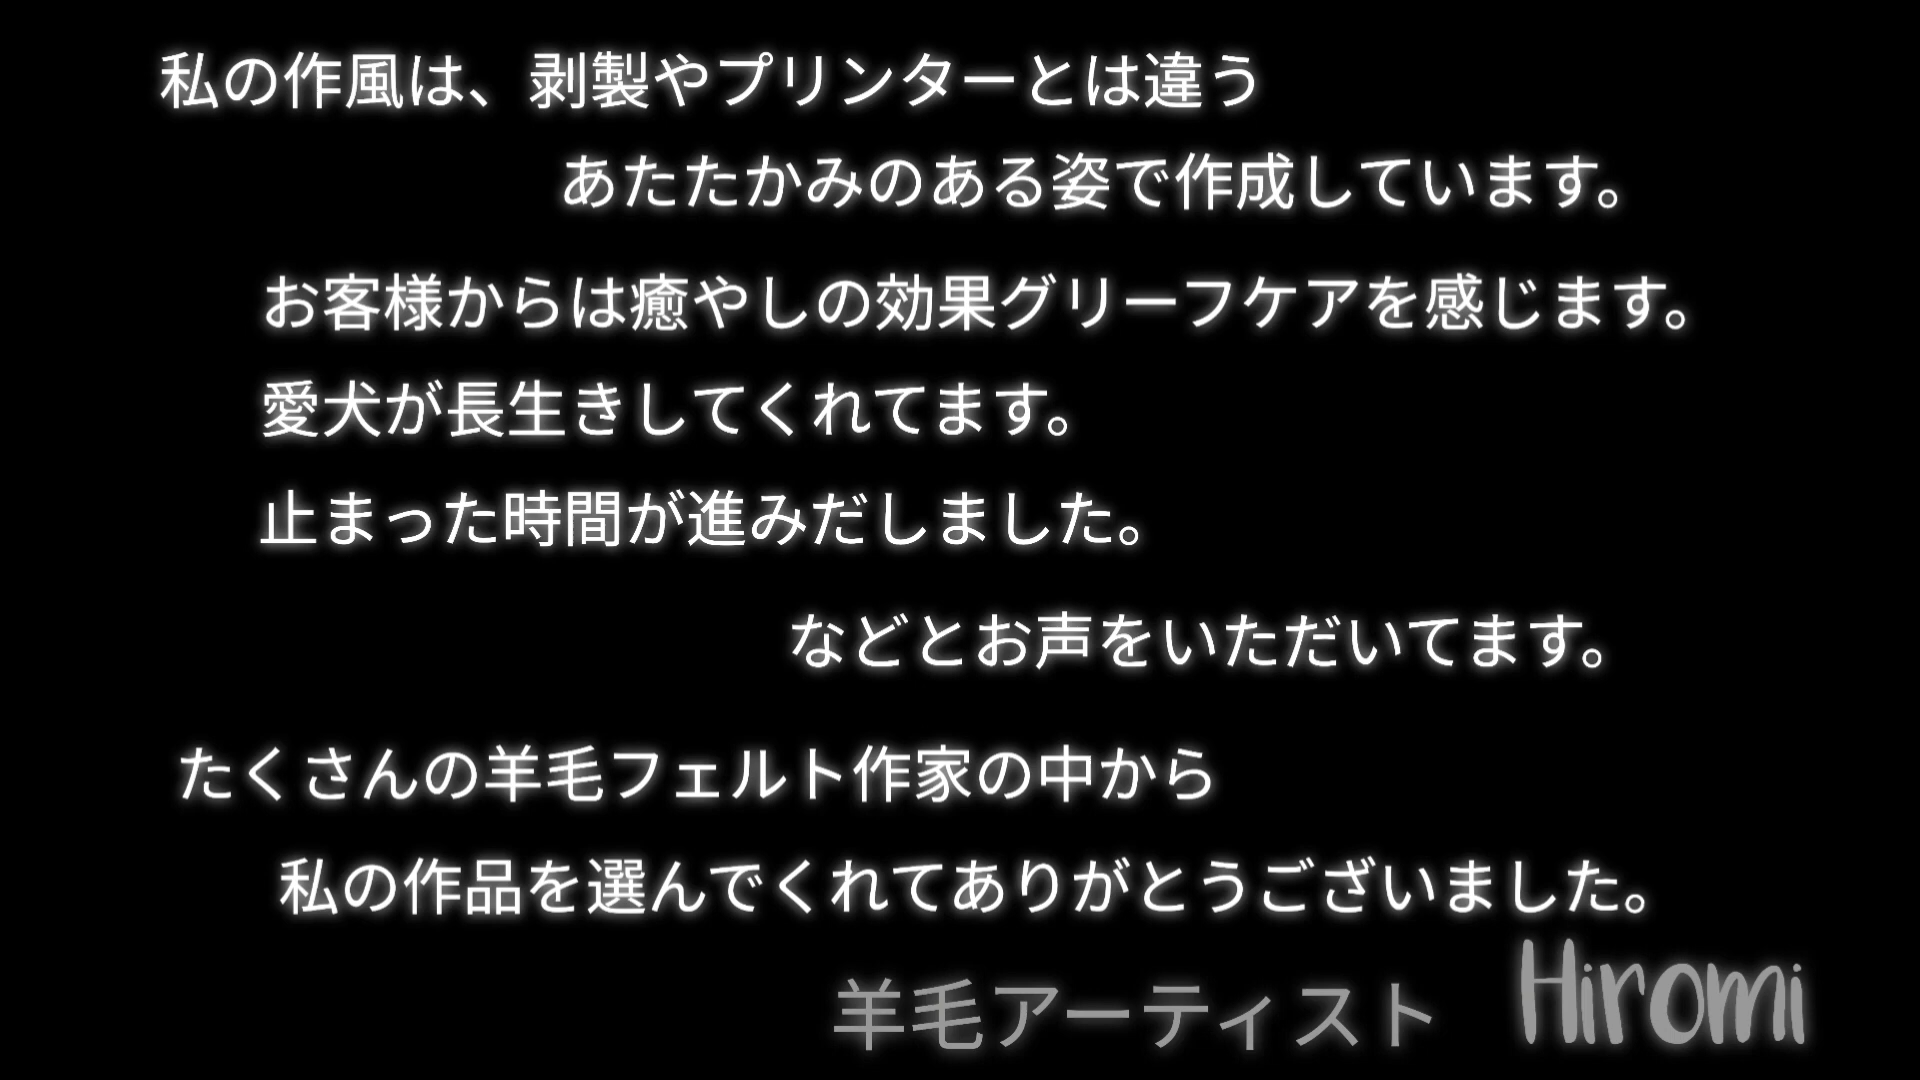 私の作風は、剥製やプリンターとは違う
あたたかみのある姿で作成しています。
お客様からは癒やしの効果グリーフケアを感じます。
愛犬が長生きしてくれてます。
止まった時間が進みだしました。
などとお声をいただいてます。
たくさんの羊毛フェルト作家の中から
私の作品を選んでくれてありがとうございました。
羊毛アーティスト Hiromi